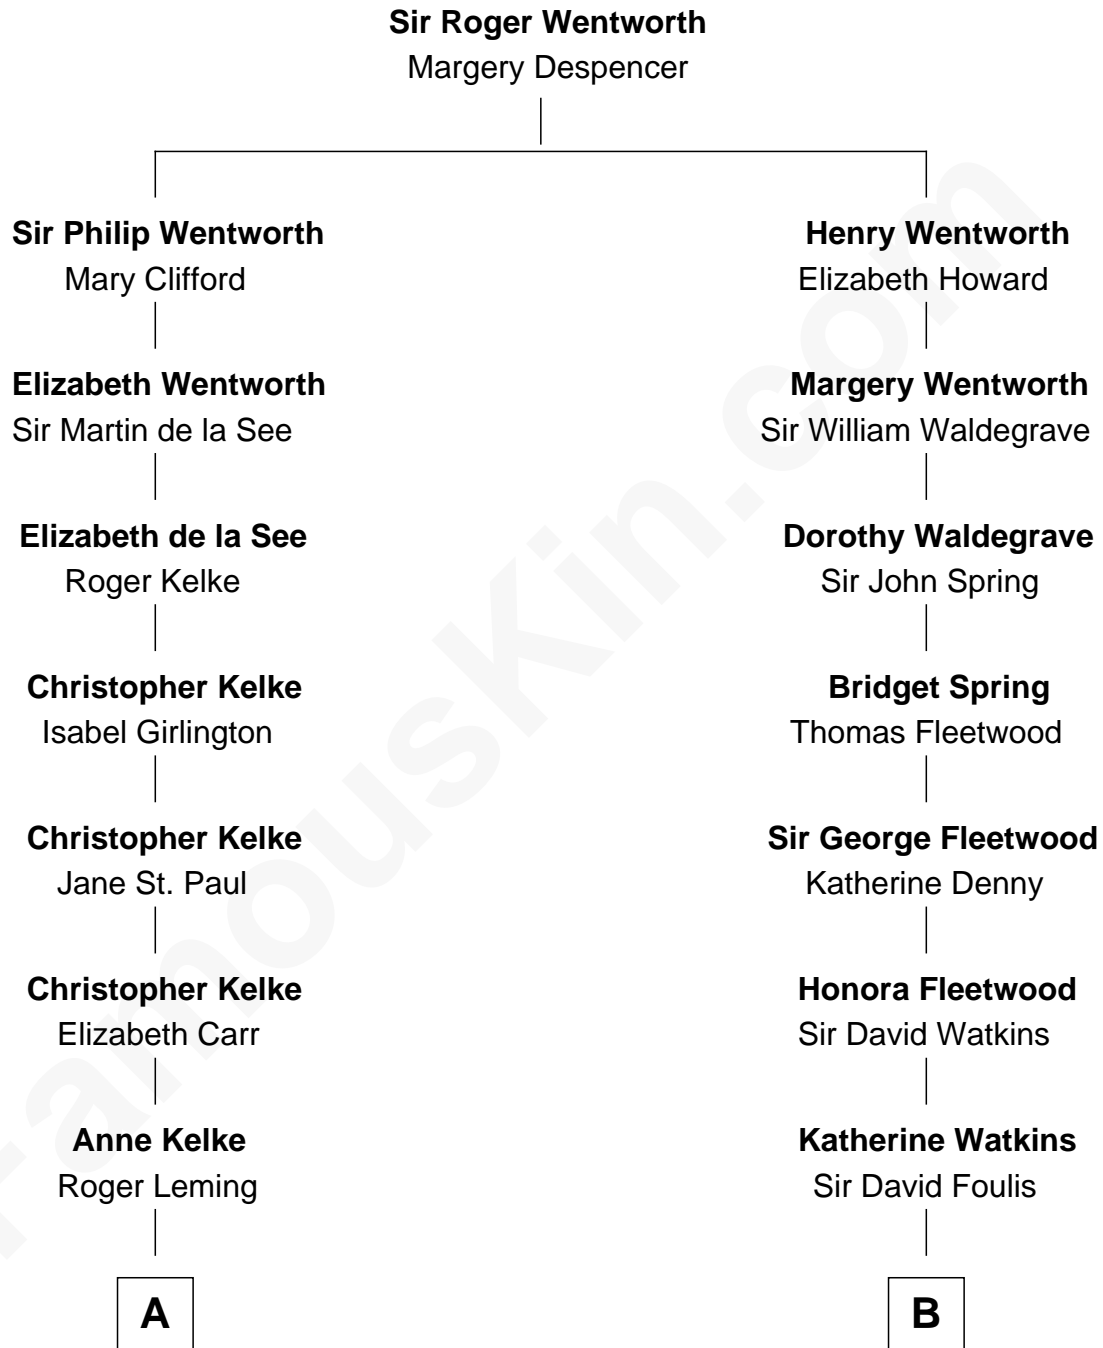 Sir Roger Wentworth
Margery Despencer
Sir Philip Wentworth
Mary Clifford
Henry Wentworth
Elizabeth Howard
Elizabeth Wentworth
Sir Martin de la See
Margery Wentworth
Sir William Waldegrave
Elizabeth de la See
Roger Kelke
Dorothy Waldegrave
Sir John Spring
Christopher Kelke
Isabel Girlington
Bridget Spring
Thomas Fleetwood
Christopher Kelke
Jane St. Paul
Sir George Fleetwood
Katherine Denny
Christopher Kelke
Elizabeth Carr
Honora Fleetwood
Sir David Watkins
Anne Kelke
Roger Leming
Katherine Watkins
Sir David Foulis
A
B
FamousKin.com